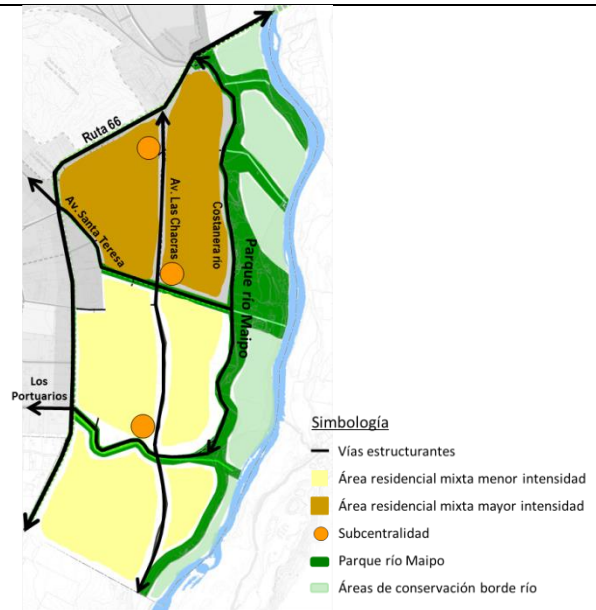 Ruta 66
Av. Las Chacras
Costanera río
Av. Santa Teresa
Parque río Maipo
Los
Portuarios
Simbología
Vías estructurantes
Área residencial mixta menor intensidad
Área residencial mixta mayor intensidad
Subcentralidad
Parque río Maipo
Áreas de conservación borde río